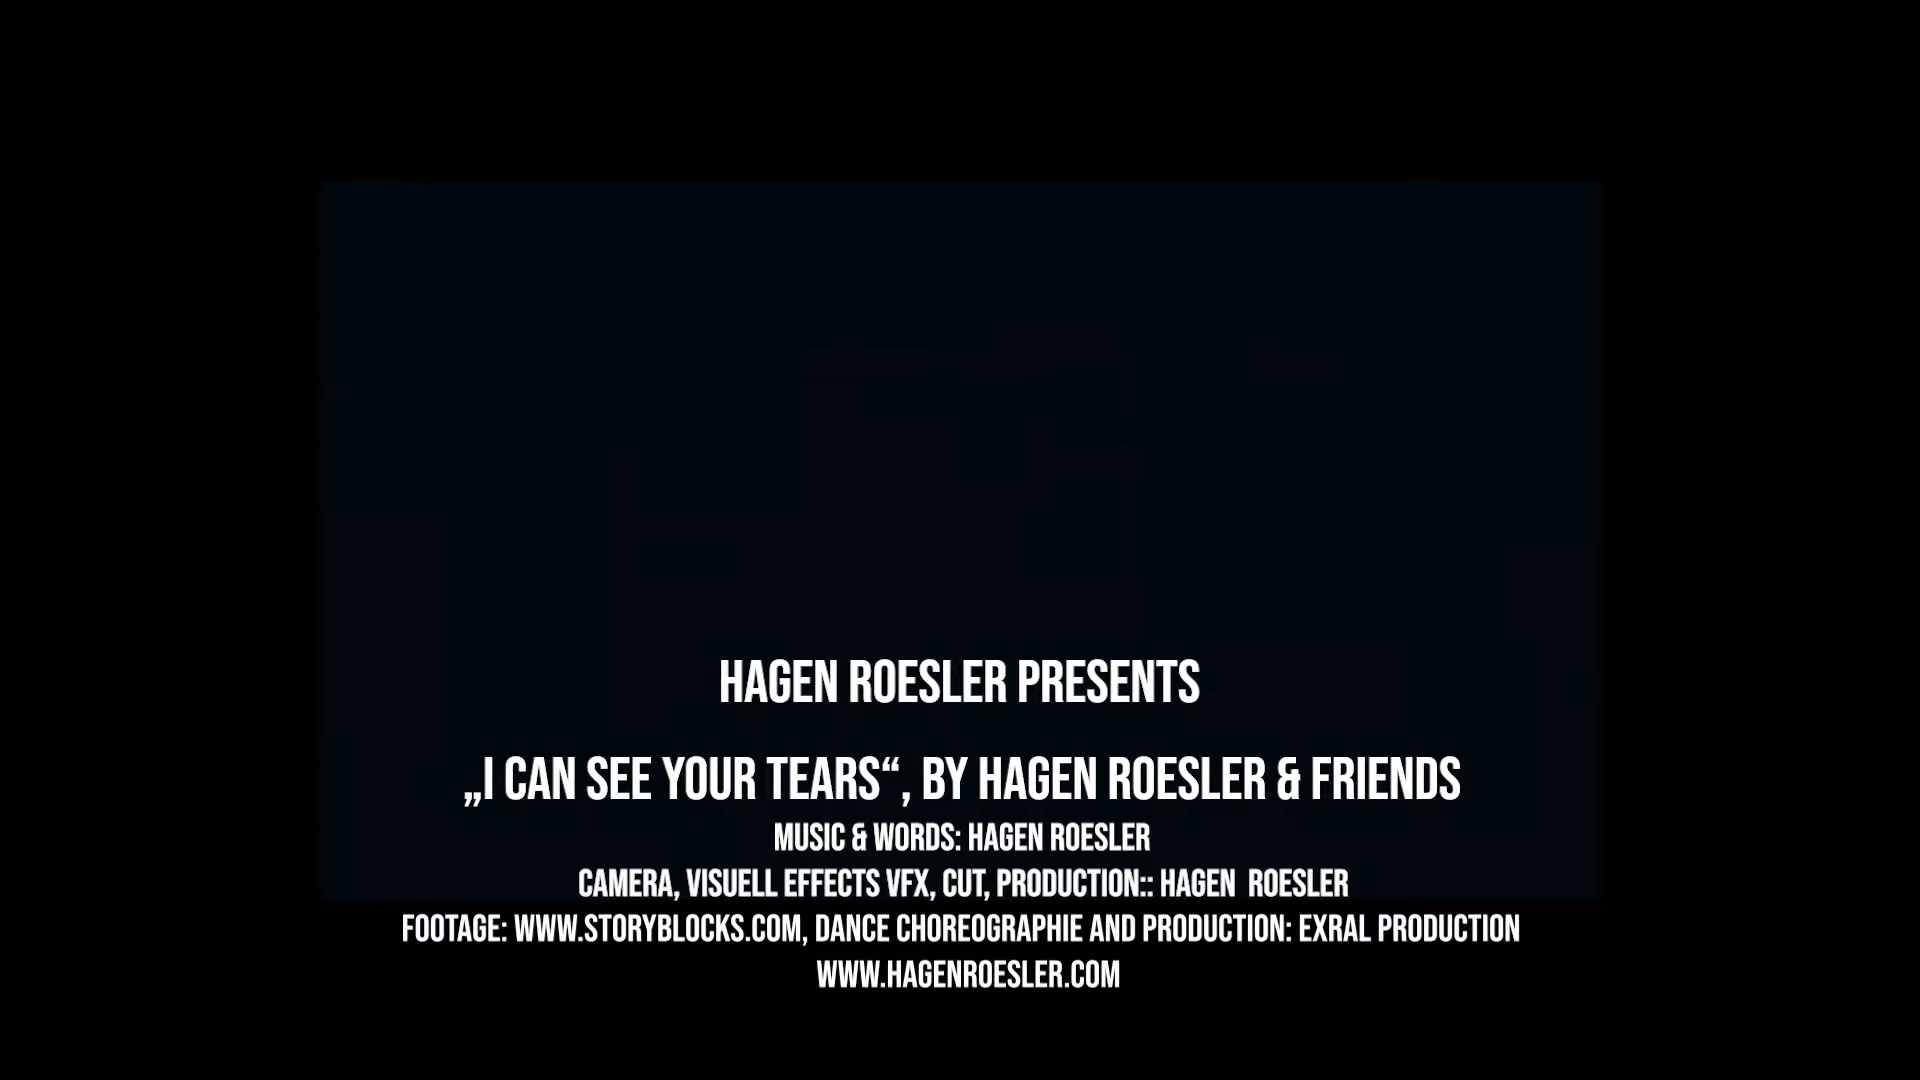 HAGEN ROESLER PRESENTS
„I CAN SEE YOUR TEARS“, BY HAGEN ROESLER & FRIENDS
MUSIC & WORDS: HAGEN ROESLER
CAMERA, VISUELL EFFECTS VFX, CUT, PRODUCTION:: HAGEN  ROESLER
FOOTAGE: WWW.STORYBLOCKS.COM, DANCE CHOREOGRAPHIE AND PRODUCTION: EXRAL PRODUCTION
WWW.HAGENROESLER.COM